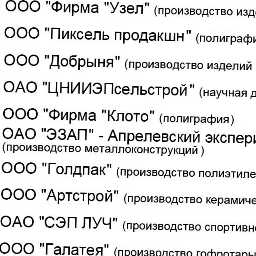 ООО "Фирма "Узел" (производство изд
ООО "Пиксель продакшн" (полиграфи
ООО "Добрыня" (производство изделий
ОАО "ЦНИИЭПсельстрой" (научная д
ООО "Фирма "Клото" (полиграфия)
ОАО "ЭЗАП" - Апрелевский экспери
(производство металлоконструкций )
ООО "Голдпак" (производство полиэтиле
ООО "Артстрой" (производство керамиче
ОАО "СЭП ЛУЧ" (производство спортивно
ООО "Галатея" (производство гофротары